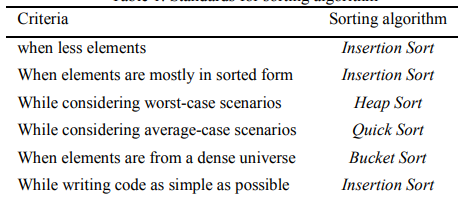 Table 1. Standards for sorting algorithm
Criteria Sorting algorithm
when less elements Insertion Sort
When elements are mostly in sorted form Insertion Sort
While considering worst-case scenarios Heap Sort
While considering average-case scenarios Quick Sort
When elements are from a dense universe Bucket Sort
While writing code as simple as possible Insertion Sort